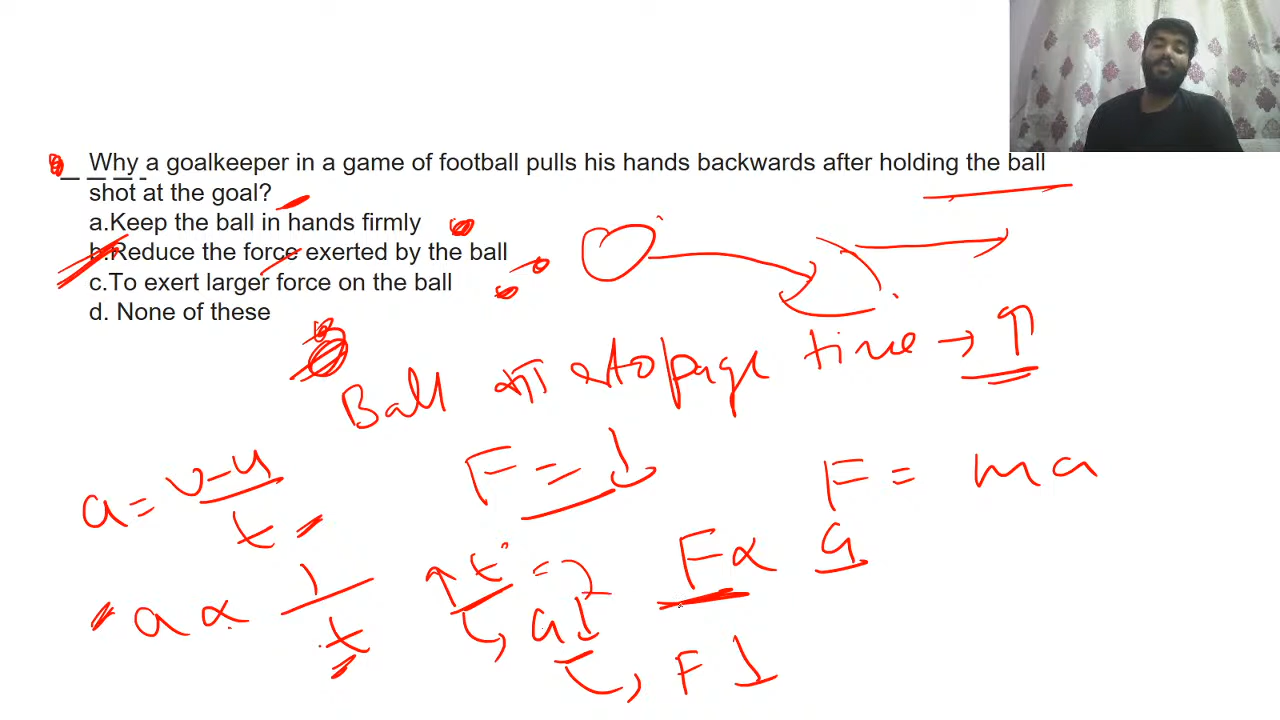 Why a goalkeeper in a game of football pulls his hands backwards after holding the ball
shot at the goal?
a.Keep the ball in hands firmly
b.Reduce the force exerted by the ball
c.To exert larger force on the ball
d. None of these
Ball का stopage time → ↑
F = ↓
F = ma
a = v-u / t
F ∝ a
a ∝ 1 / t
↑ t =>
a ↓
F ↓